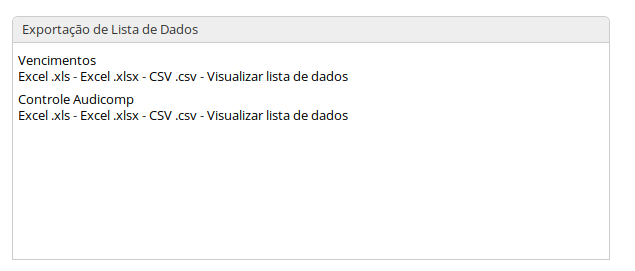 Exportação de Lista de Dados
Vencimentos
Excel .xls - Excel .xlsx - CSV .csv - Visualizar lista de dados
Controle Audicomp
Excel .xls - Excel .xlsx - CSV .csv - Visualizar lista de dados